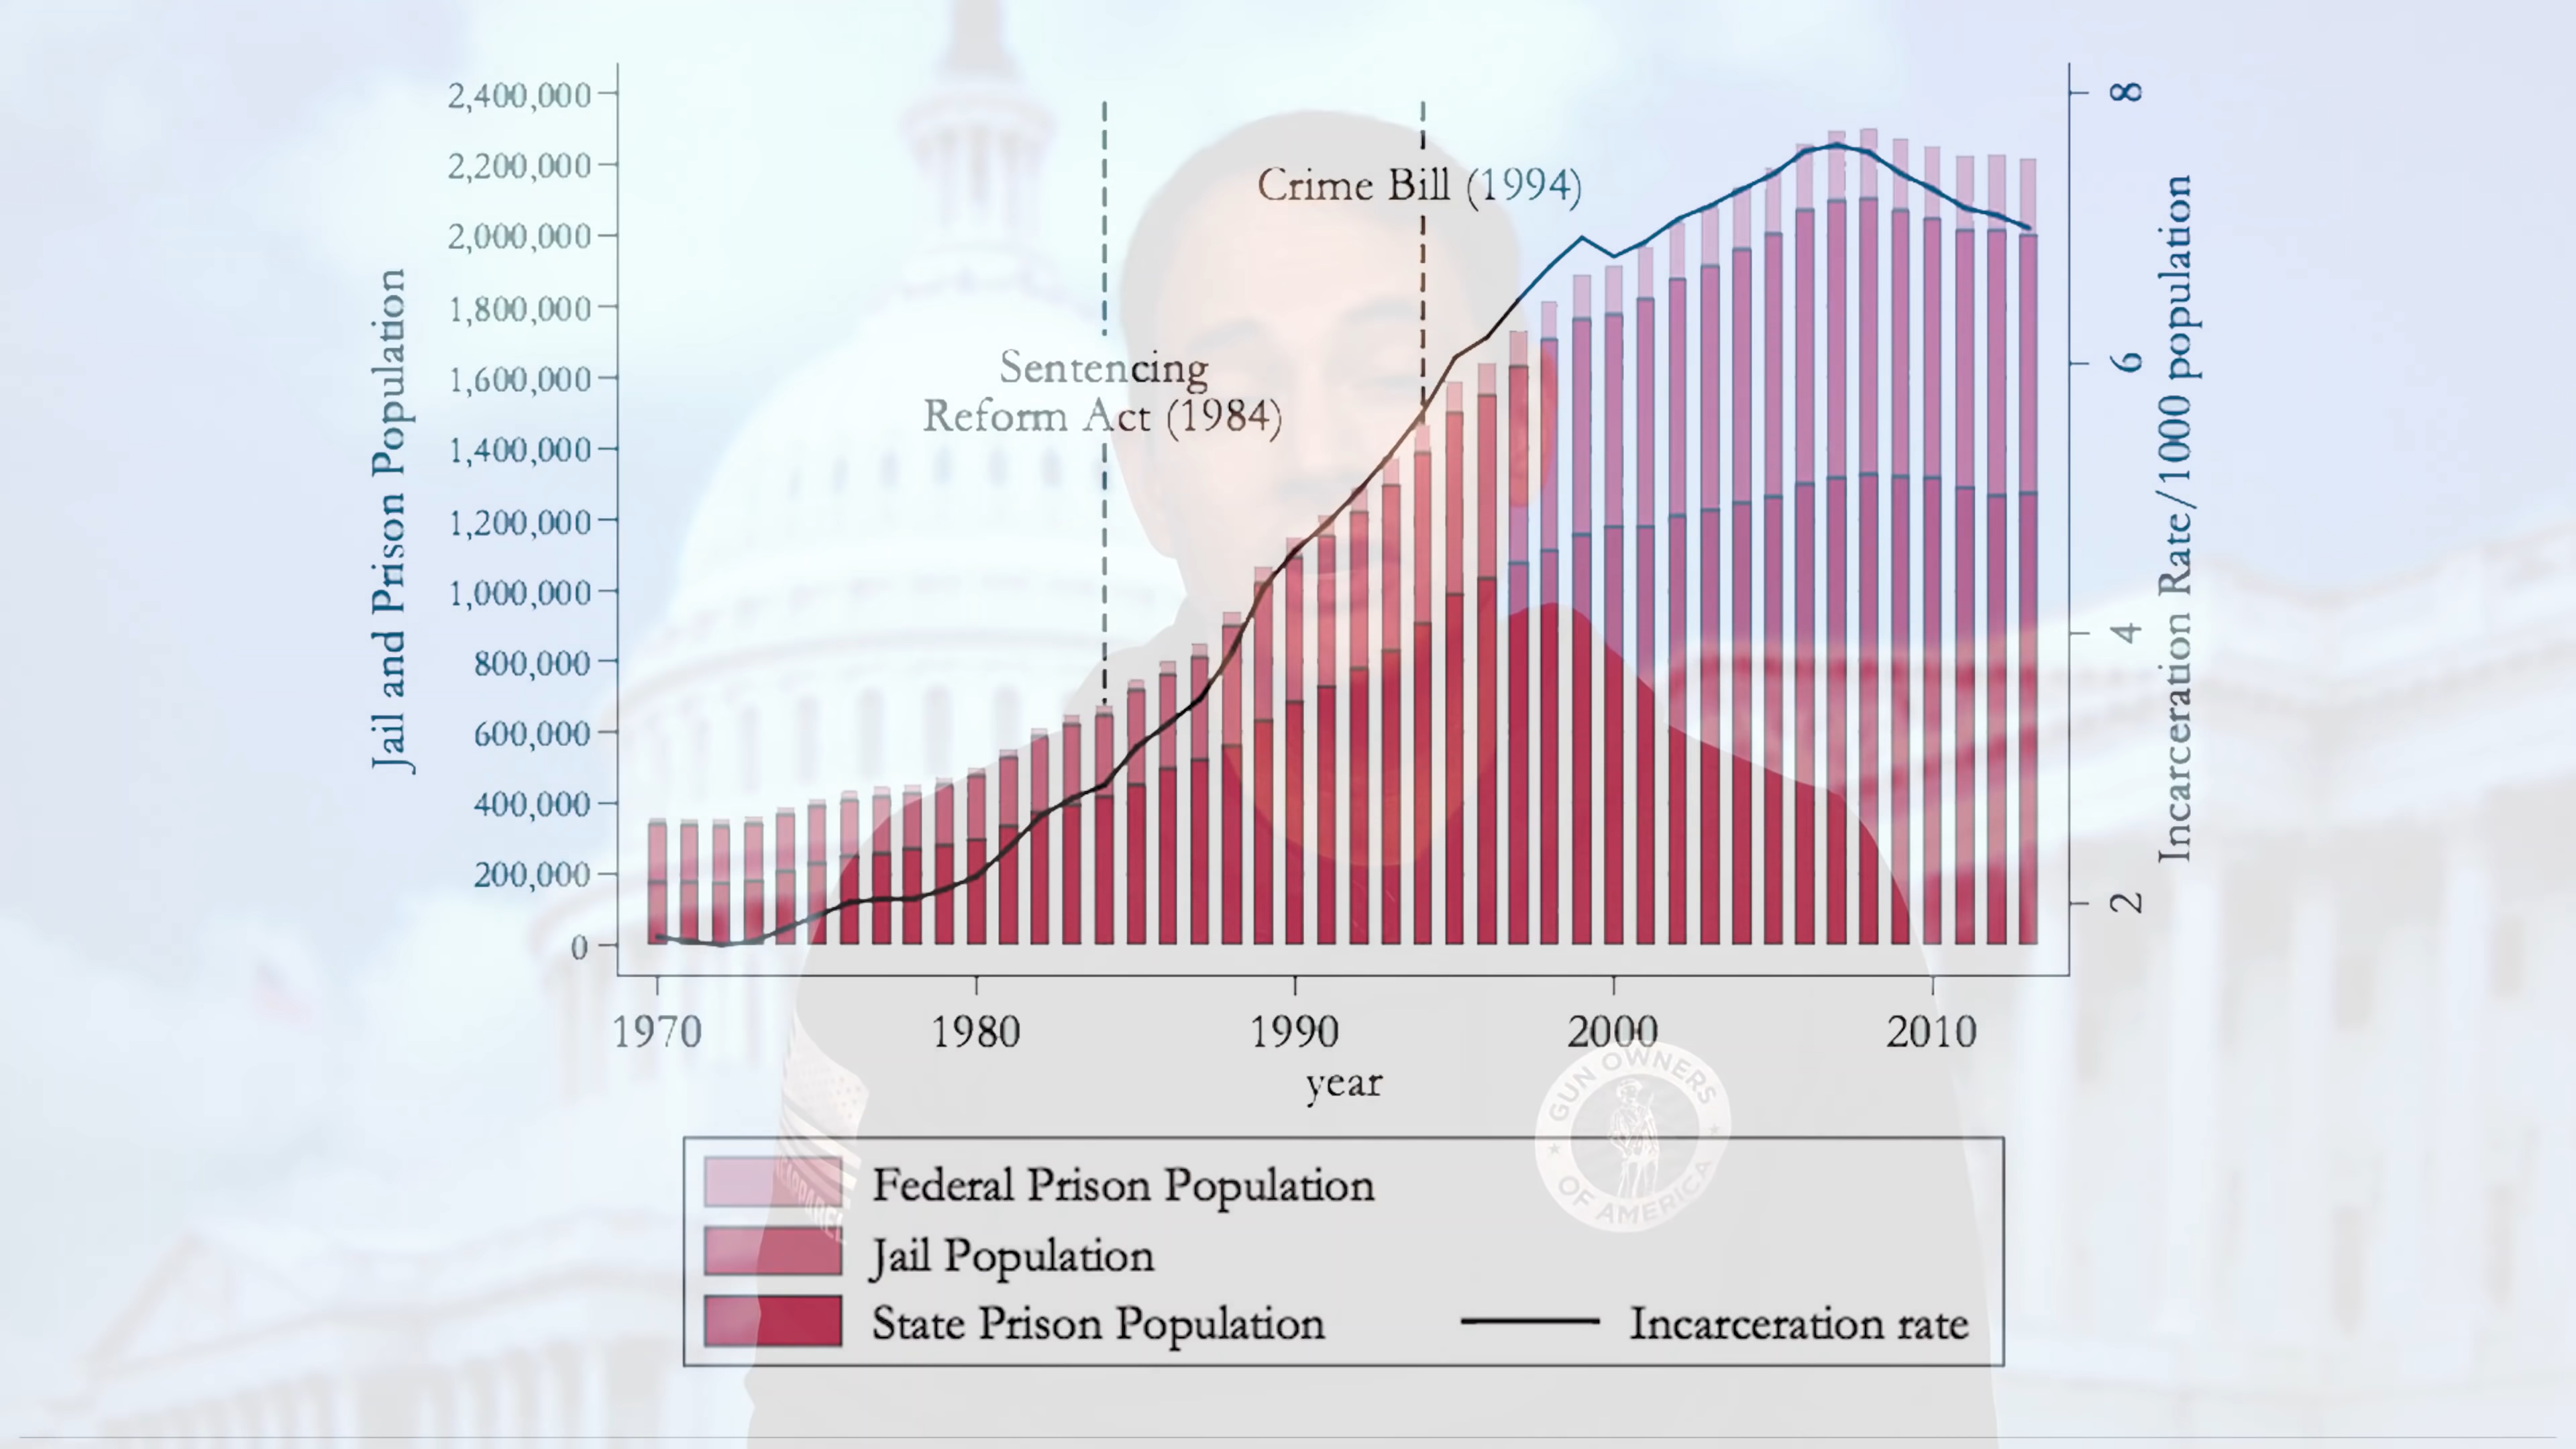 Jail and Prison Population
2,400,000
2,200,000
2,000,000
1,800,000
1,600,000
1,400,000
1,200,000
1,000,000
800,000
600,000
400,000
200,000
0
Crime Bill (1994)
Sentencing
Reform Act (1984)
8
6
4
2
Incarceration Rate/1000 population
1970
1980
1990
2000
2010
year
GUN OWNERS
OF AMERICA
Federal Prison Population
Jail Population
State Prison Population
Incarceration rate